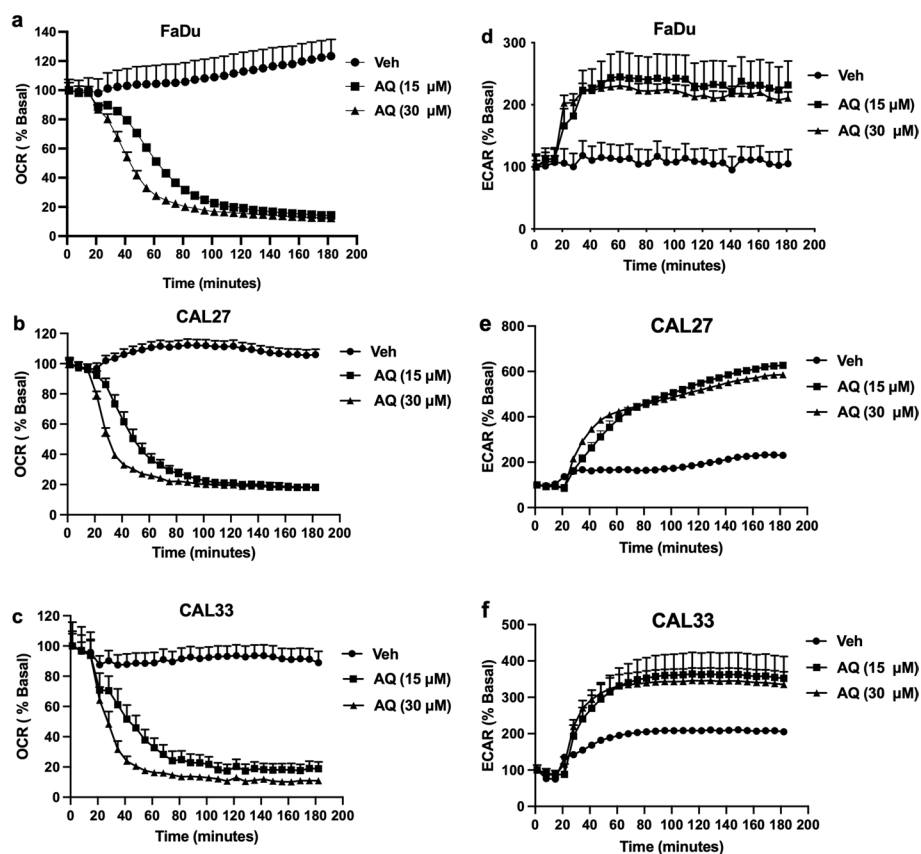 a
FaDu
OCR ( % Basal)
140
120
100
80
60
40
20
0
0 20 40 60 80 100 120 140 160 180 200
Time (minutes)
Veh
AQ (15 µM)
AQ (30 µM)
d
FaDu
ECAR (% Basal)
300
200
100
0
0 20 40 60 80 100 120 140 160 180 200
Time (minutes)
Veh
AQ (15 µM)
AQ (30 µM)
b
CAL27
OCR ( % Basal)
120
100
80
60
40
20
0
0 20 40 60 80 100 120 140 160 180 200
Time (minutes)
Veh
AQ (15 µM)
AQ (30 µM)
e
CAL27
ECAR (% Basal)
800
600
400
200
0
0 20 40 60 80 100 120 140 160 180 200
Time (minutes)
Veh
AQ (15 µM)
AQ (30 µM)
c
CAL33
OCR ( % Basal)
120
100
80
60
40
20
0
0 20 40 60 80 100 120 140 160 180 200
Time (minutes)
Veh
AQ (15 µM)
AQ (30 µM)
f
CAL33
ECAR (% Basal)
500
400
300
200
100
0
0 20 40 60 80 100 120 140 160 180 200
Time (minutes)
Veh
AQ (15 µM)
AQ (30 µM)